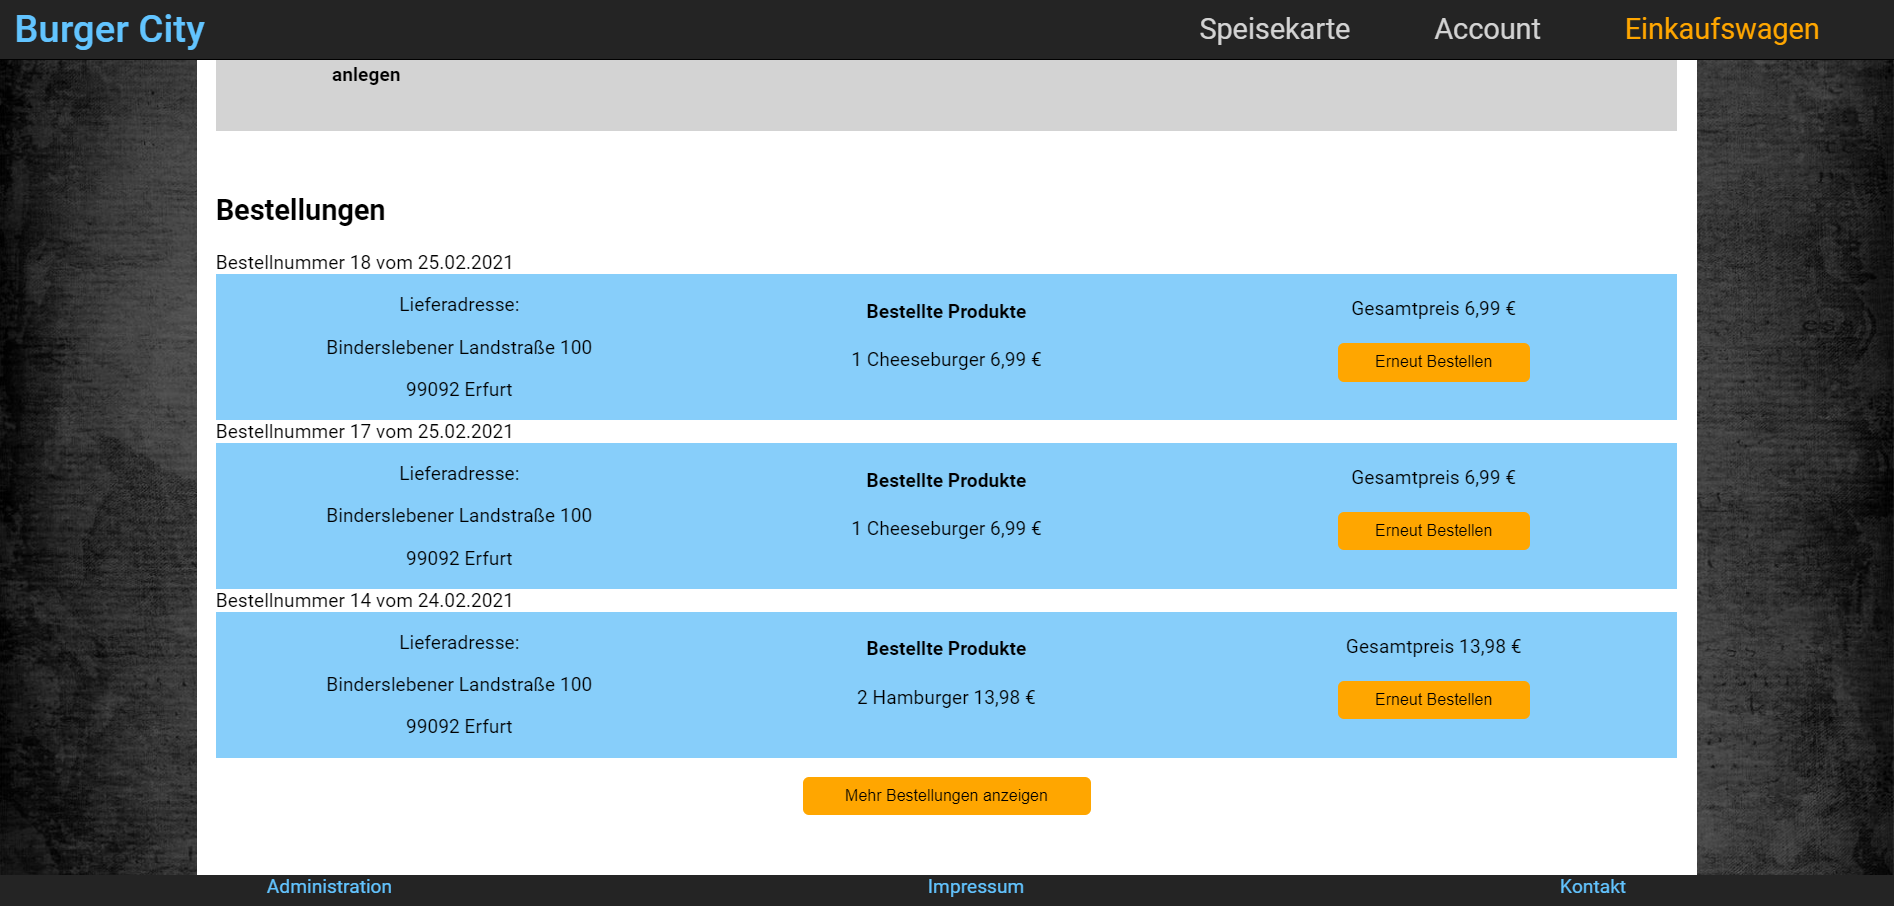 Burger City
Speisekarte
Account
Einkaufswagen
anlegen
Bestellungen
Bestellnummer 18 vom 25.02.2021
Lieferadresse:
Binderslebener Landstraße 100
99092 Erfurt
Bestellte Produkte
1 Cheeseburger 6,99 €
Gesamtpreis 6,99 €
Erneut Bestellen
Bestellnummer 17 vom 25.02.2021
Lieferadresse:
Binderslebener Landstraße 100
99092 Erfurt
Bestellte Produkte
1 Cheeseburger 6,99 €
Gesamtpreis 6,99 €
Erneut Bestellen
Bestellnummer 14 vom 24.02.2021
Lieferadresse:
Binderslebener Landstraße 100
99092 Erfurt
Bestellte Produkte
2 Hamburger 13,98 €
Gesamtpreis 13,98 €
Erneut Bestellen
Mehr Bestellungen anzeigen
Administration
Impressum
Kontakt